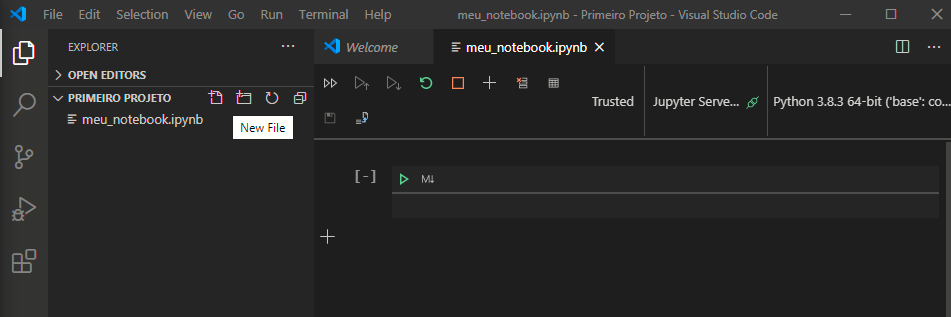 File Edit Selection View Go Run Terminal Help meu_notebook.ipynb - Primeiro Projeto - Visual Studio Code
EXPLORER ···
Welcome
meu_notebook.ipynb
OPEN EDITORS
PRIMEIRO PROJETO
meu_notebook.ipynb
New File
Trusted
Jupyter Serve...
Python 3.8.3 64-bit ('base': co...
[-]
M↓